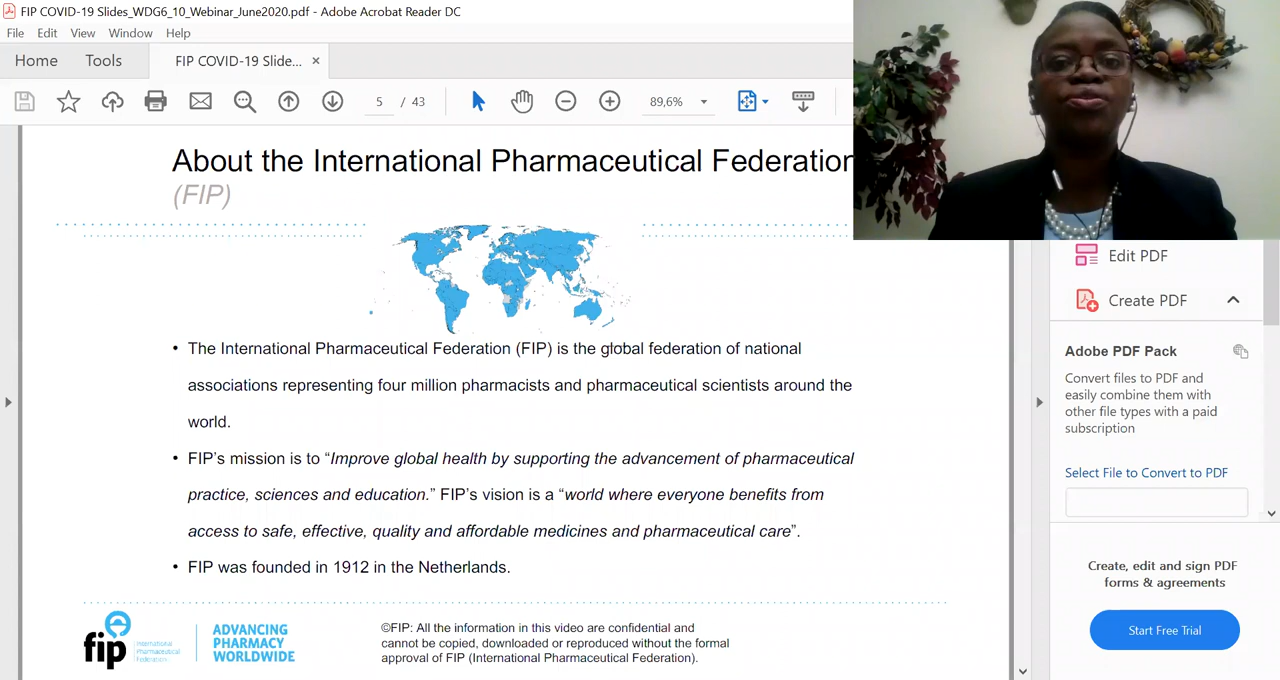 FIP COVID-19 Slides_WDG6_10_Webinar_June2020.pdf - Adobe Acrobat Reader DC
File Edit View Window Help
Home Tools FIP COVID-19 Slide... ×
5 / 43 89,6%
About the International Pharmaceutical Federation
(FIP)
• The International Pharmaceutical Federation (FIP) is the global federation of national
associations representing four million pharmacists and pharmaceutical scientists around the
world.
• FIP's mission is to “Improve global health by supporting the advancement of pharmaceutical
practice, sciences and education.” FIP's vision is a “world where everyone benefits from
access to safe, effective, quality and affordable medicines and pharmaceutical care”.
• FIP was founded in 1912 in the Netherlands.
fip
International
Pharmaceutical
Federation
ADVANCING
PHARMACY
WORLDWIDE
©FIP: All the information in this video are confidential and
cannot be copied, downloaded or reproduced without the formal
approval of FIP (International Pharmaceutical Federation).
Edit PDF
Create PDF
Adobe PDF Pack
Convert files to PDF and
easily combine them with
other file types with a paid
subscription
Select File to Convert to PDF
Create, edit and sign PDF
forms & agreements
Start Free Trial